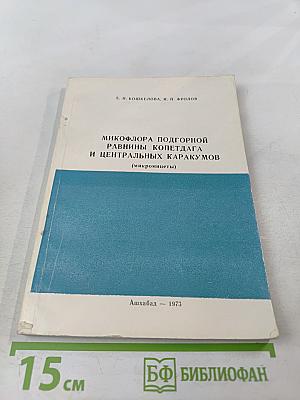 Е. Н. КОШКЕЛОВА, И. П. ФРОЛОВ
МИКОФЛОРА ПОДГОРНОЙ
РАВНИНЫ КОПЕТДАГА
И ЦЕНТРАЛЬНЫХ КАРАКУМОВ
(микромицеты)
Ашхабад — 1973
15 см
БФ БИБЛИОФАН